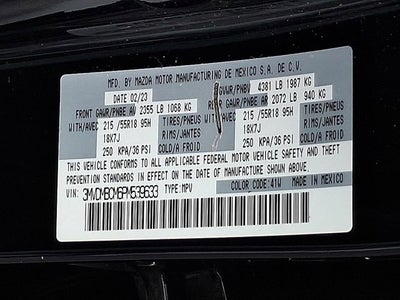 MFD. BY MAZDA MOTOR MANUFACTURING DE MEXICO S.A. DE C.V.
DATE 02/23 GVWR/PNBV 4381 LB 1987 KG
FRONT GAWR/PNBE AV 2355 LB 1068 KG GAWR/PNBE AR 2072 LB 940 KG
WITH/AVEC 215 /55R18 95H TIRES/PNEUS WITH/AVEC 215 /55R18 95H TIRES/PNEUS
18X7J RIMS/JANTES 18X7J RIMS/JANTES
250 KPA/36 PSI COLD/A FROID 250 KPA/36 PSI COLD/A FROID
THIS VEHICLE CONFORMS TO ALL APPLICABLE FEDERAL MOTOR VEHICLE SAFETY AND THEFT
PREVENTION STANDARDS IN EFFECT ON THE DATE OF MANUFACTURE SHOWN ABOVE.
VIN: 3MVDMBCM6PM539633 TYPE:MPV COLOR CODE:41W MADE IN MEXICO